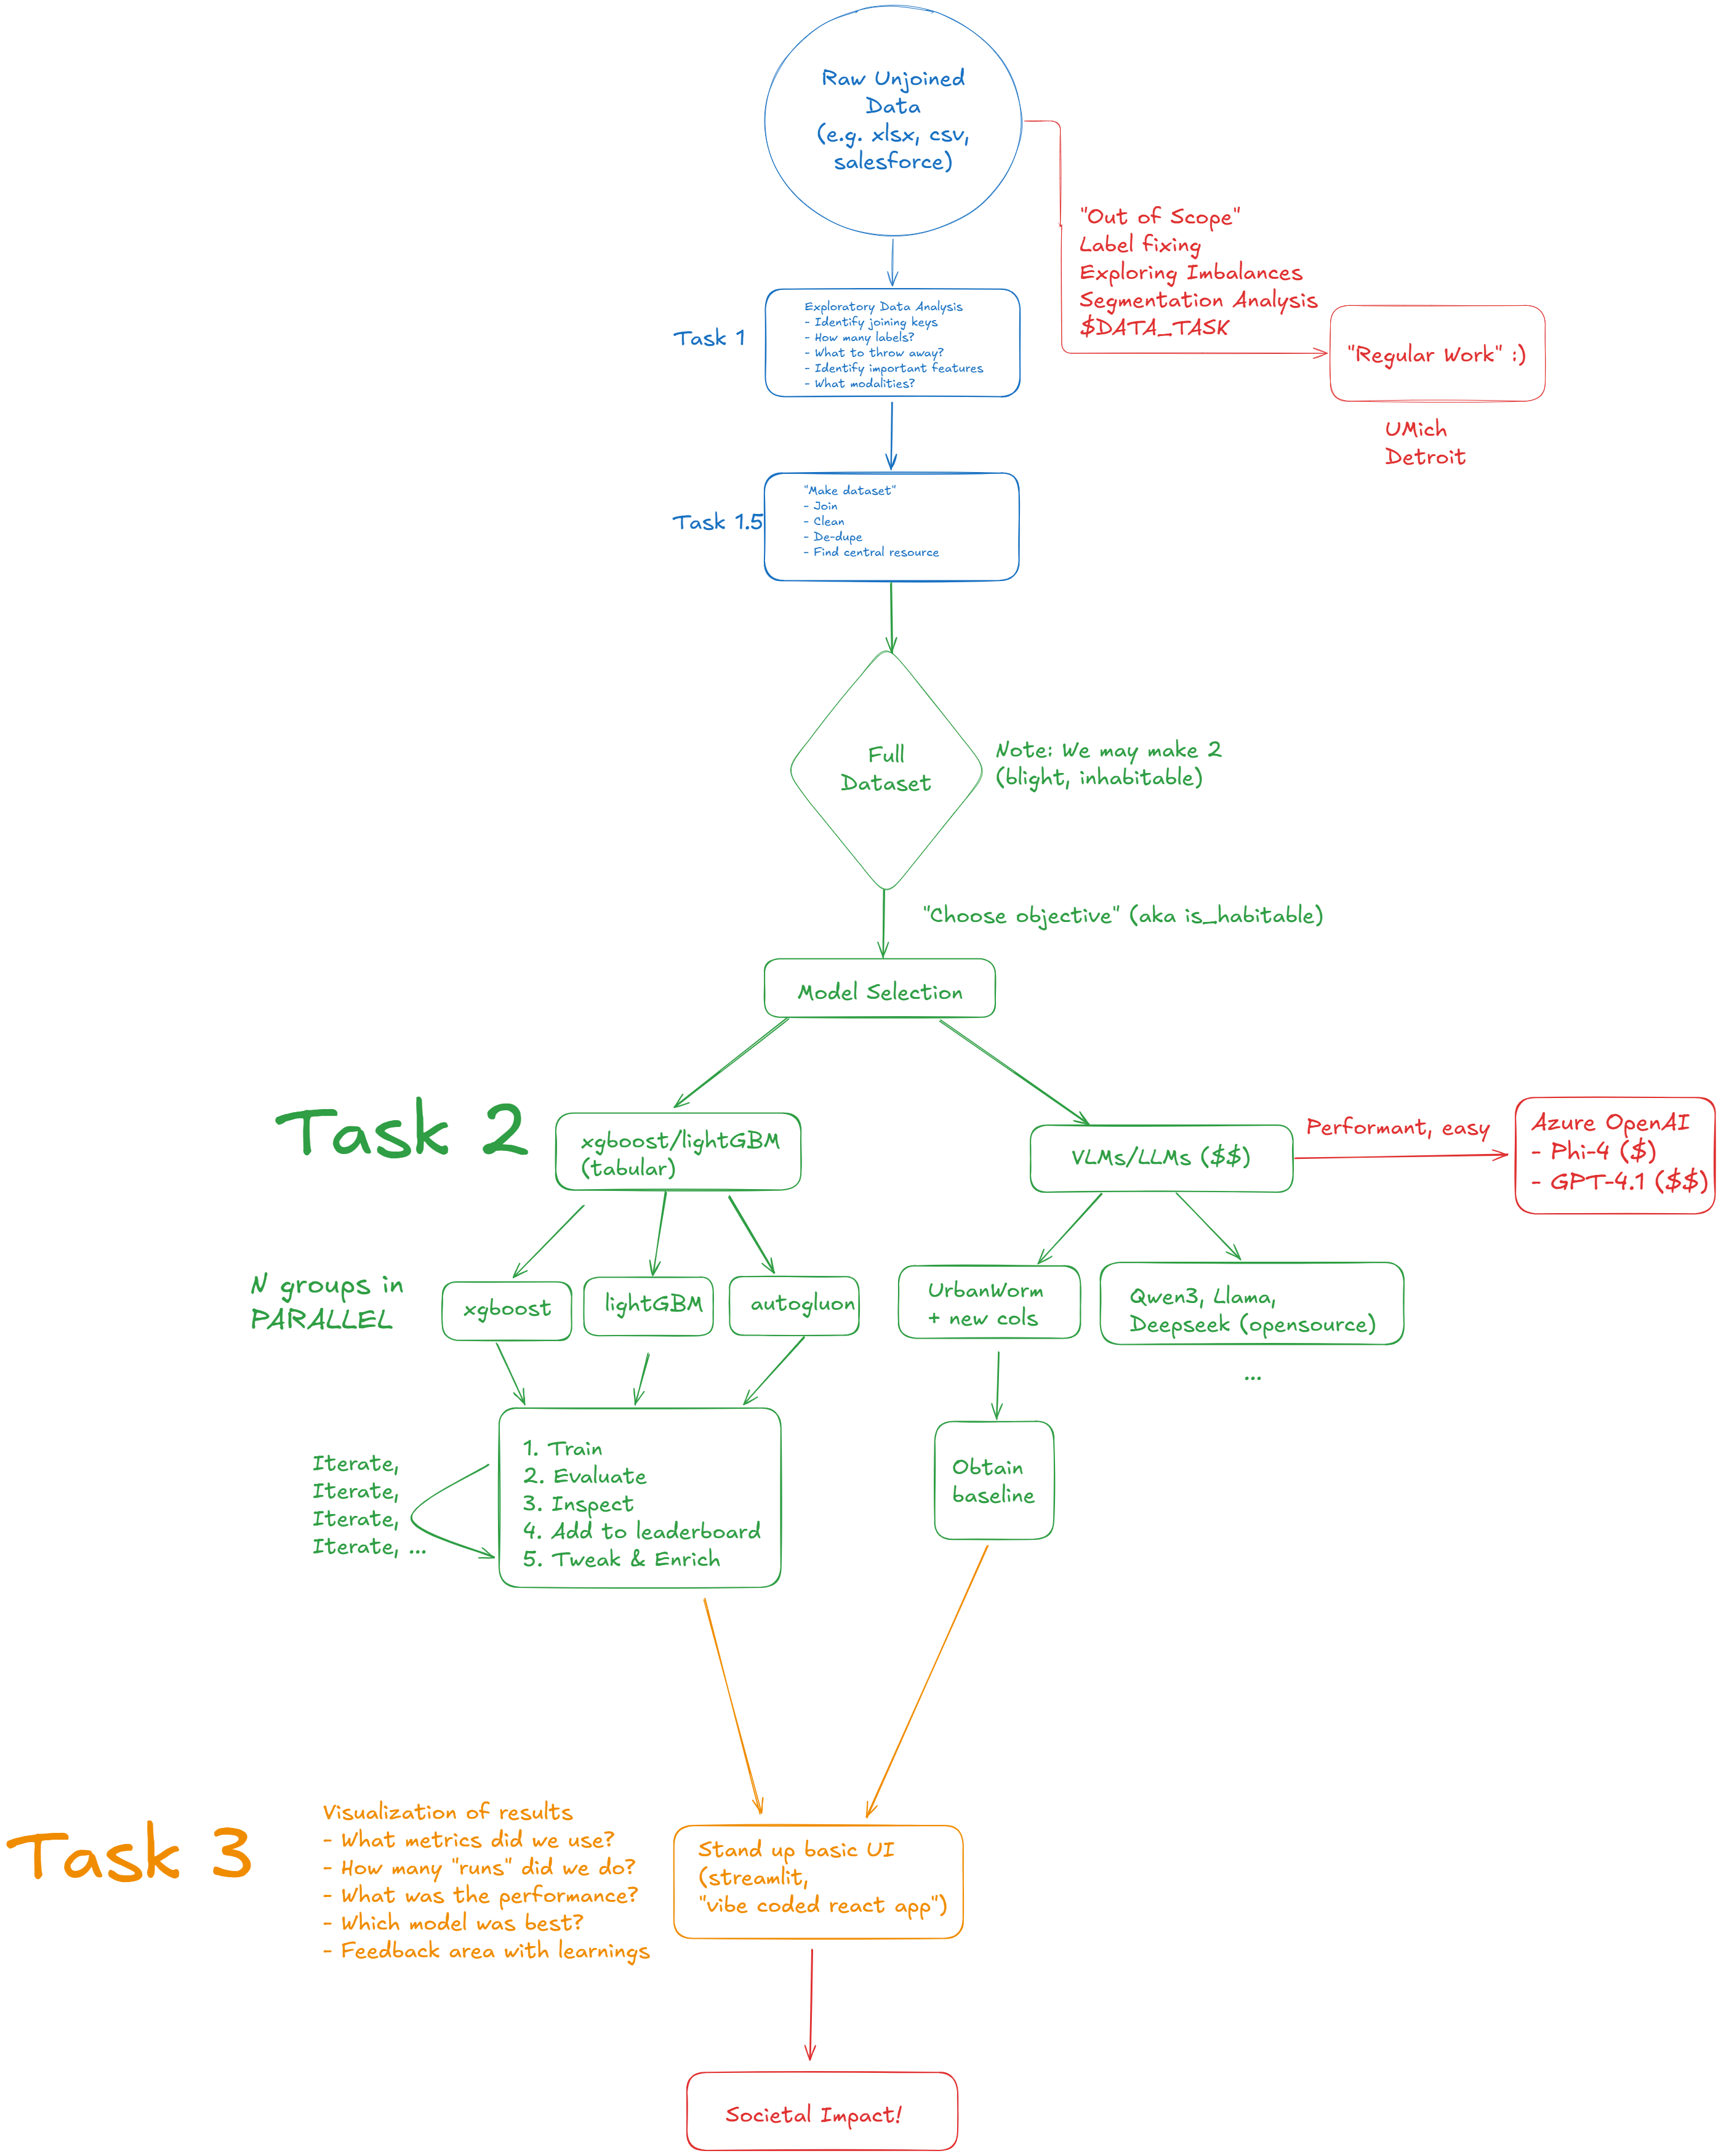 Raw Unjoined
Data
(e.g. xlsx, csv,
salesforce)
"Out of Scope"
Label fixing
Exploring Imbalances
Segmentation Analysis
$DATA_TASK
"Regular Work" :)
UMich
Detroit
Task 1
Exploratory Data Analysis
- Identify joining keys
- How many labels?
- What to throw away?
- Identify important features
- What modalities?
Task 1.5
"Make dataset"
- Join
- Clean
- De-dupe
- Find central resource
Full
Dataset
Note: We may make 2
(blight, inhabitable)
"Choose objective" (aka is_habitable)
Model Selection
Task 2
xgboost/lightGBM
(tabular)
VLMs/LLMs ($$)
Performant, easy
Azure OpenAI
- Phi-4 ($)
- GPT-4.1 ($$)
N groups in
PARALLEL
xgboost
lightGBM
autogluon
UrbanWorm
+ new cols
Qwen3, Llama,
Deepseek (opensource)
...
Iterate,
Iterate,
Iterate,
Iterate, ...
1. Train
2. Evaluate
3. Inspect
4. Add to leaderboard
5. Tweak & Enrich
Obtain
baseline
Task 3
Visualization of results
- What metrics did we use?
- How many "runs" did we do?
- What was the performance?
- Which model was best?
- Feedback area with learnings
Stand up basic UI
(streamlit,
"vibe coded react app")
Societal Impact!